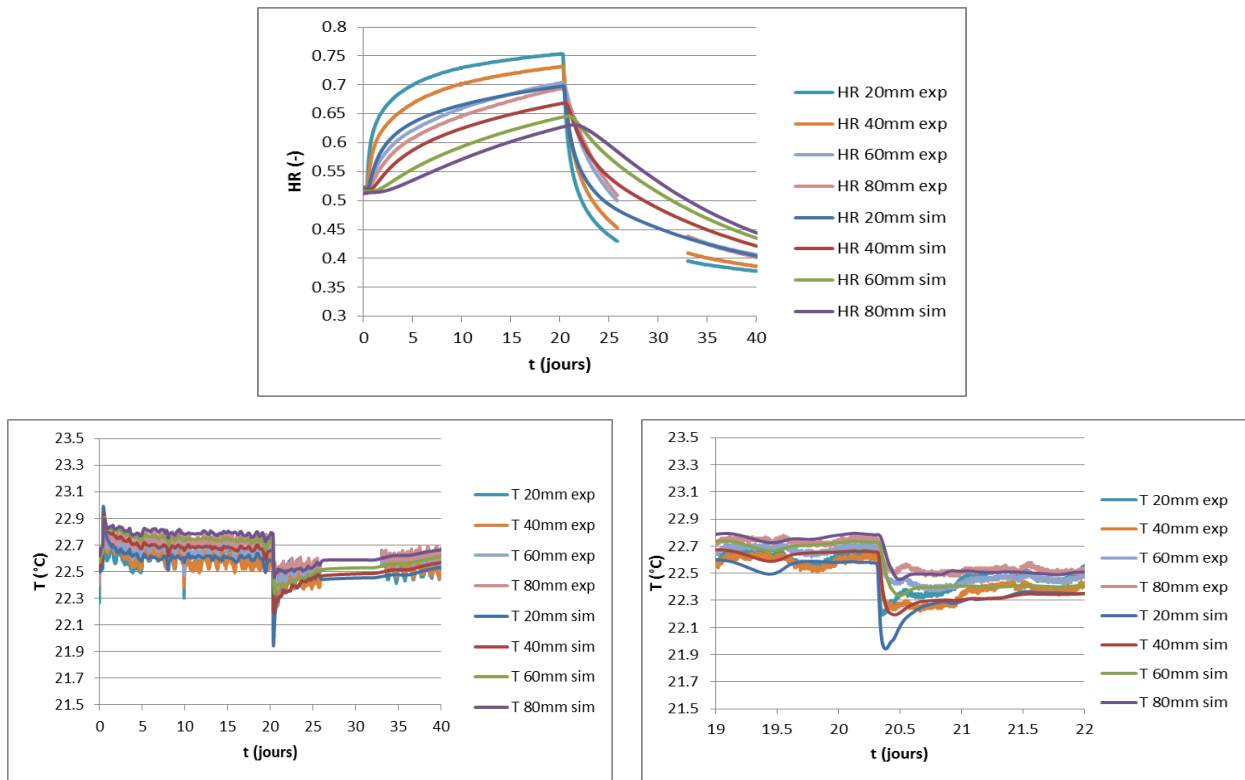 HR (-)
0.8
0.75
0.7
0.65
0.6
0.55
0.5
0.45
0.4
0.35
0.3
0 5 10 15 20 25 30 35 40
t (jours)
HR 20mm exp
HR 40mm exp
HR 60mm exp
HR 80mm exp
HR 20mm sim
HR 40mm sim
HR 60mm sim
HR 80mm sim
T (°C)
23.5
23.3
23.1
22.9
22.7
22.5
22.3
22.1
21.9
21.7
21.5
0 5 10 15 20 25 30 35 40
t (jours)
T 20mm exp
T 40mm exp
T 60mm exp
T 80mm exp
T 20mm sim
T 40mm sim
T 60mm sim
T 80mm sim
T (°C)
23.5
23.3
23.1
22.9
22.7
22.5
22.3
22.1
21.9
21.7
21.5
19 19.5 20 20.5 21 21.5 22
t (jours)
T 20mm exp
T 40mm exp
T 60mm exp
T 80mm exp
T 20mm sim
T 40mm sim
T 60mm sim
T 80mm sim